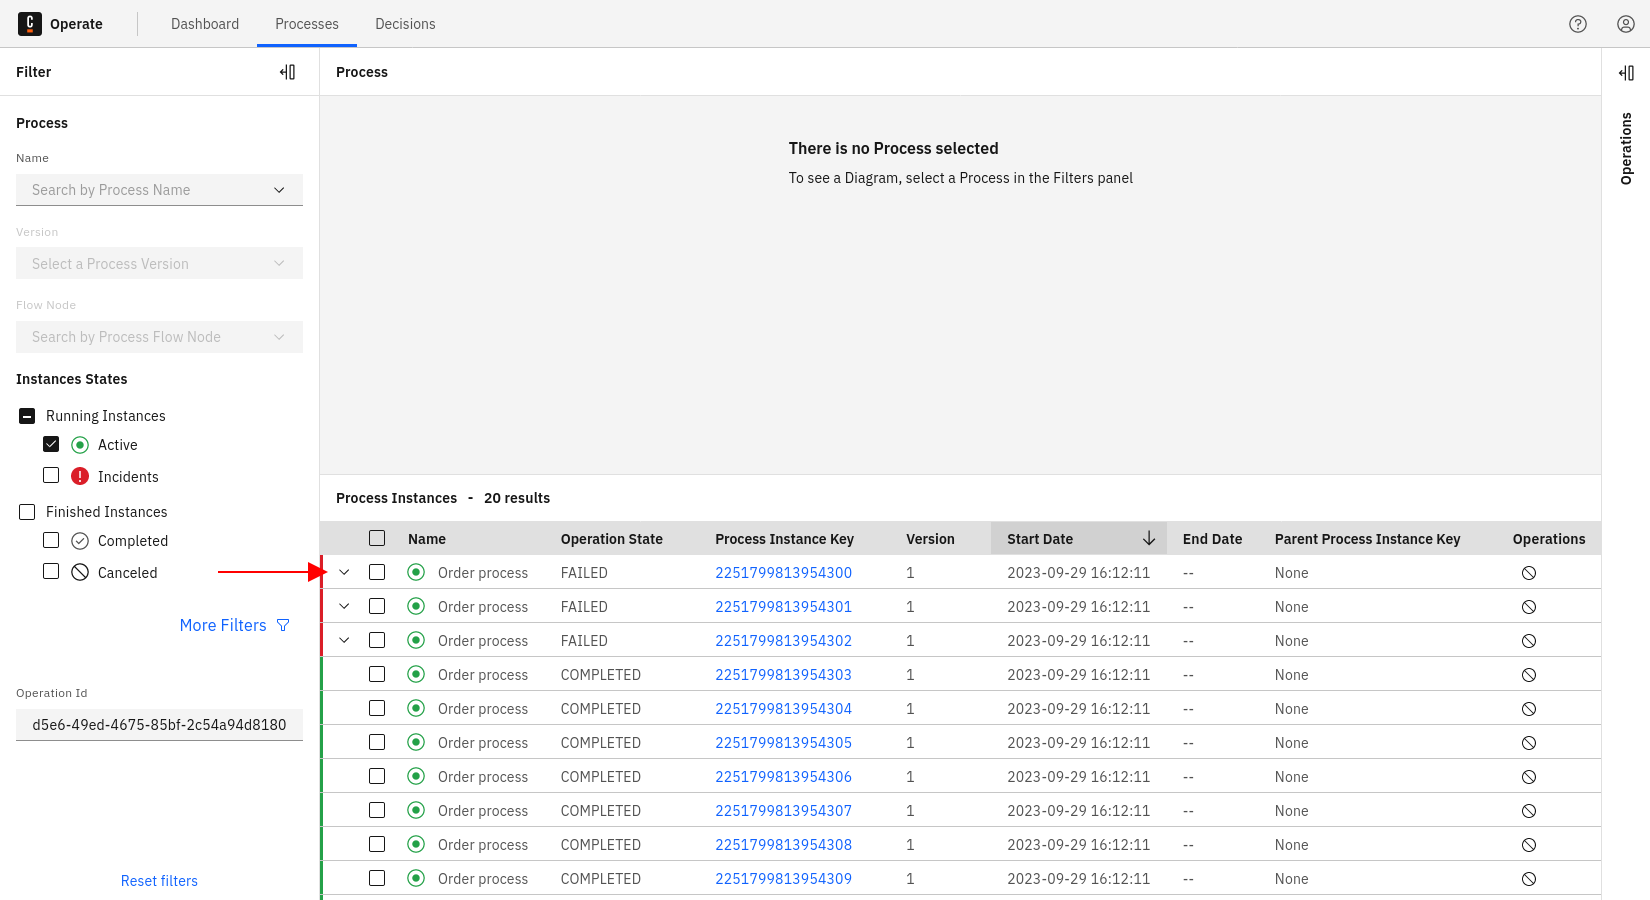 Operate Dashboard Processes Decisions
Filter
Process
Name
Search by Process Name
Version
Select a Process Version
Flow Node
Search by Process Flow Node
Instances States
Running Instances
Active
Incidents
Finished Instances
Completed
Canceled
More Filters
Operation Id
d5e6-49ed-4675-85bf-2c54a94d8180
Reset filters
Process
There is no Process selected
To see a Diagram, select a Process in the Filters panel
Process Instances - 20 results
Name Operation State Process Instance Key Version Start Date End Date Parent Process Instance Key Operations
Order process FAILED 2251799813954300 1 2023-09-29 16:12:11 -- None
Order process FAILED 2251799813954301 1 2023-09-29 16:12:11 -- None
Order process FAILED 2251799813954302 1 2023-09-29 16:12:11 -- None
Order process COMPLETED 2251799813954303 1 2023-09-29 16:12:11 -- None
Order process COMPLETED 2251799813954304 1 2023-09-29 16:12:11 -- None
Order process COMPLETED 2251799813954305 1 2023-09-29 16:12:11 -- None
Order process COMPLETED 2251799813954306 1 2023-09-29 16:12:11 -- None
Order process COMPLETED 2251799813954307 1 2023-09-29 16:12:11 -- None
Order process COMPLETED 2251799813954308 1 2023-09-29 16:12:11 -- None
Order process COMPLETED 2251799813954309 1 2023-09-29 16:12:11 -- None
Operations